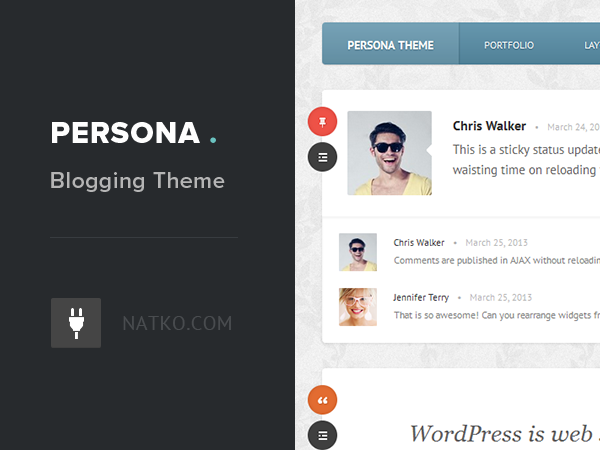 PERSONA .
Blogging Theme
NATKO.COM
PERSONA THEME PORTFOLIO LAY
Chris Walker • March 24, 20
This is a sticky status update
waisting time on reloading
Chris Walker • March 25, 2013
Comments are published in AJAX without reloadin
Jennifer Terry • March 25, 2013
That is so awesome! Can you rearrange widgets fr
“
WordPress is web s